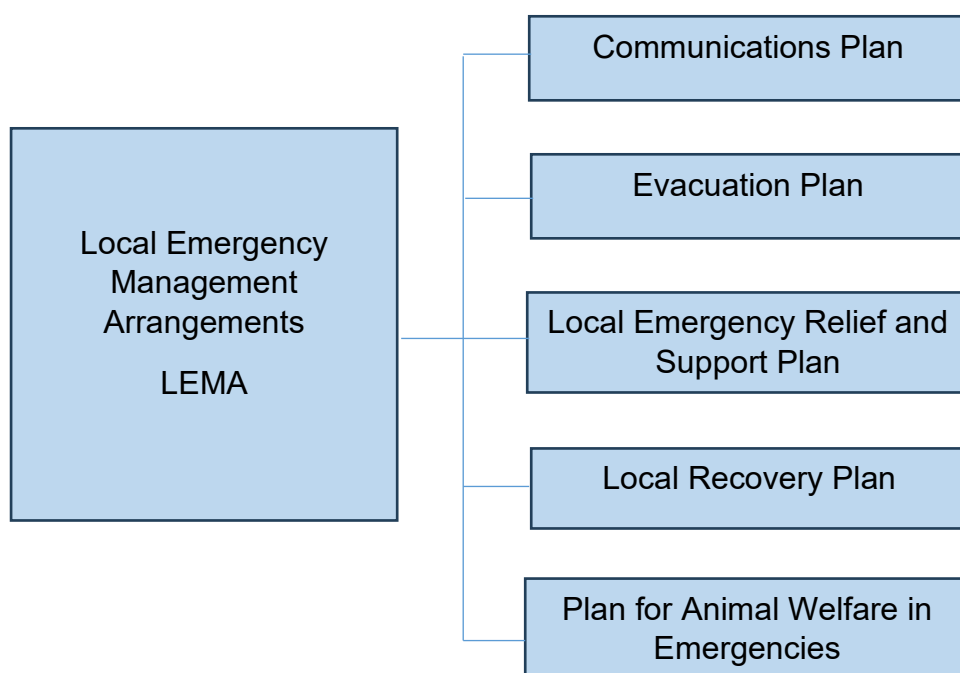 Local Emergency
Management
Arrangements
LEMA
Communications Plan
Evacuation Plan
Local Emergency Relief and
Support Plan
Local Recovery Plan
Plan for Animal Welfare in
Emergencies